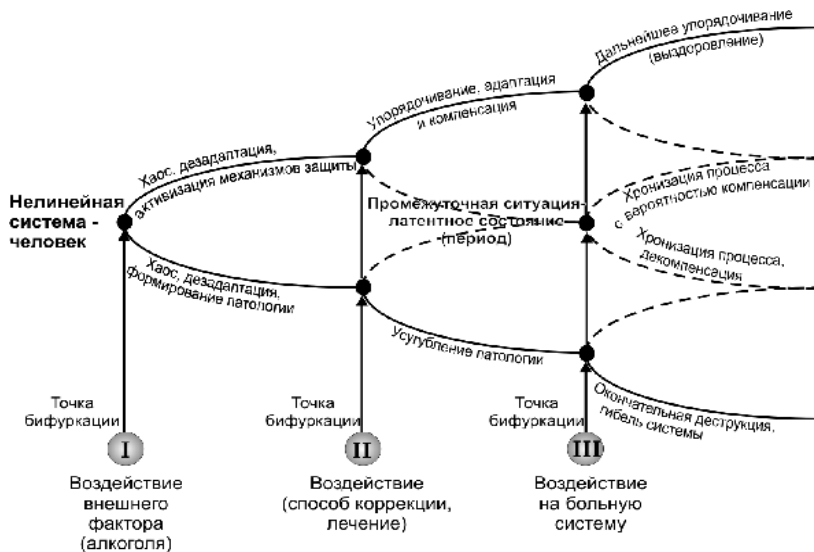 Дальнейшее упорядочивание
(выздоровление)
Упорядочивание, адаптация
и компенсация
Хаос, дезадаптация,
активизация механизмов защиты
Нелинейная
система -
человек
Промежуточная ситуация-
латентное состояние
(период)
Хронизация процесса
с вероятностью компенсации
Хронизация процесса,
декомпенсация
Хаос, дезадаптация,
формирование патологии
Усугубление патологии
Окончательная деструкция,
гибель системы
Точка
бифуркации
I
Воздействие
внешнего
фактора
(алкоголя)
Точка
бифуркации
II
Воздействие
(способ коррекции,
лечение)
Точка
бифуркации
III
Воздействие
на больную
систему